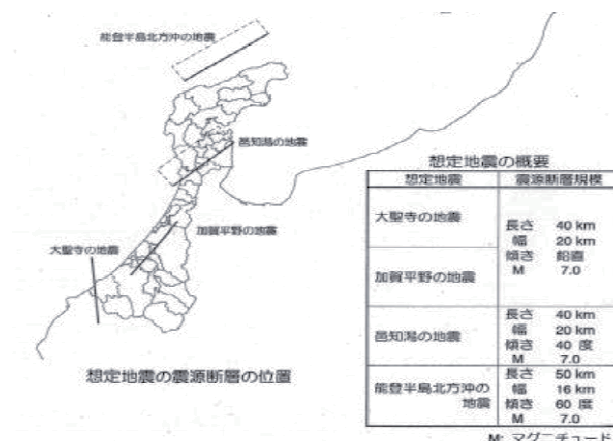 能登半島北方沖の地震
邑知潟の地震
加賀平野の地震
大聖寺の地震
想定地震の震源断層の位置
想定地震の概要
想定地震 震源断層規模
大聖寺の地震
加賀平野の地震
長さ 40 km
幅 20 km
傾き 鉛直
M 7.0
邑知潟の地震
長さ 40 km
幅 20 km
傾き 40 度
M 7.0
能登半島北方沖の
地震
長さ 50 km
幅 16 km
傾き 60 度
M 7.0
M: マグニチュード